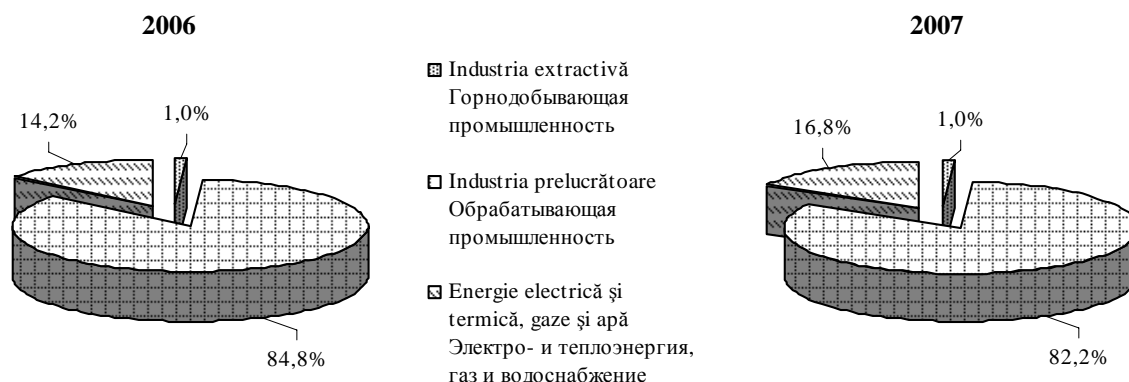 2006
14,2%
1,0%
84,8%
Industria extractivă
Горнодобывающая
промышленность
Industria prelucrătoare
Обрабатывающая
промышленность
Energie electrică şi
termică, gaze şi apă
Электро- и теплоэнергия,
газ и водоснабжение
2007
16,8%
1,0%
82,2%